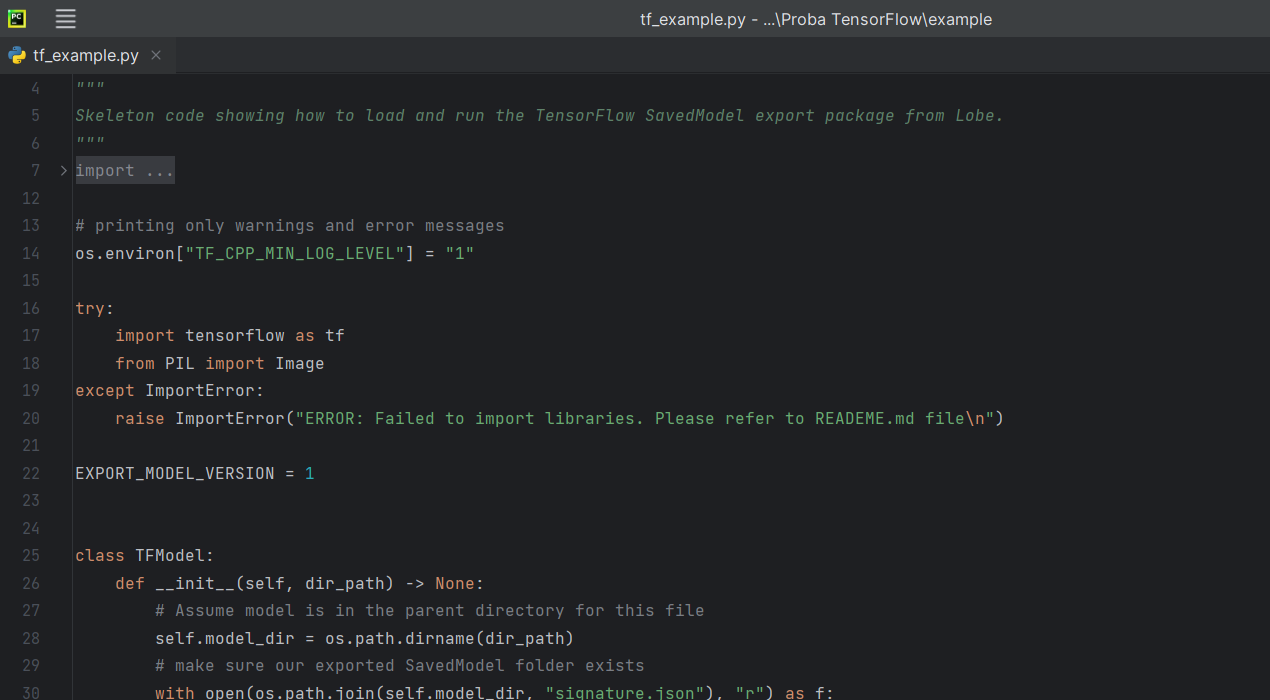 PC
tf_example.py - ...\Proba TensorFlow\example
tf_example.py
4 """
5 Skeleton code showing how to load and run the TensorFlow SavedModel export package from Lobe.
6 """
7 import ...
12
13 # printing only warnings and error messages
14 os.environ["TF_CPP_MIN_LOG_LEVEL"] = "1"
15
16 try:
17     import tensorflow as tf
18     from PIL import Image
19 except ImportError:
20     raise ImportError("ERROR: Failed to import libraries. Please refer to READEME.md file\n")
21
22 EXPORT_MODEL_VERSION = 1
23
24
25 class TFModel:
26     def __init__(self, dir_path) -> None:
27         # Assume model is in the parent directory for this file
28         self.model_dir = os.path.dirname(dir_path)
29         # make sure our exported SavedModel folder exists
30         with open(os.path.join(self.model_dir, "signature.json"), "r") as f: